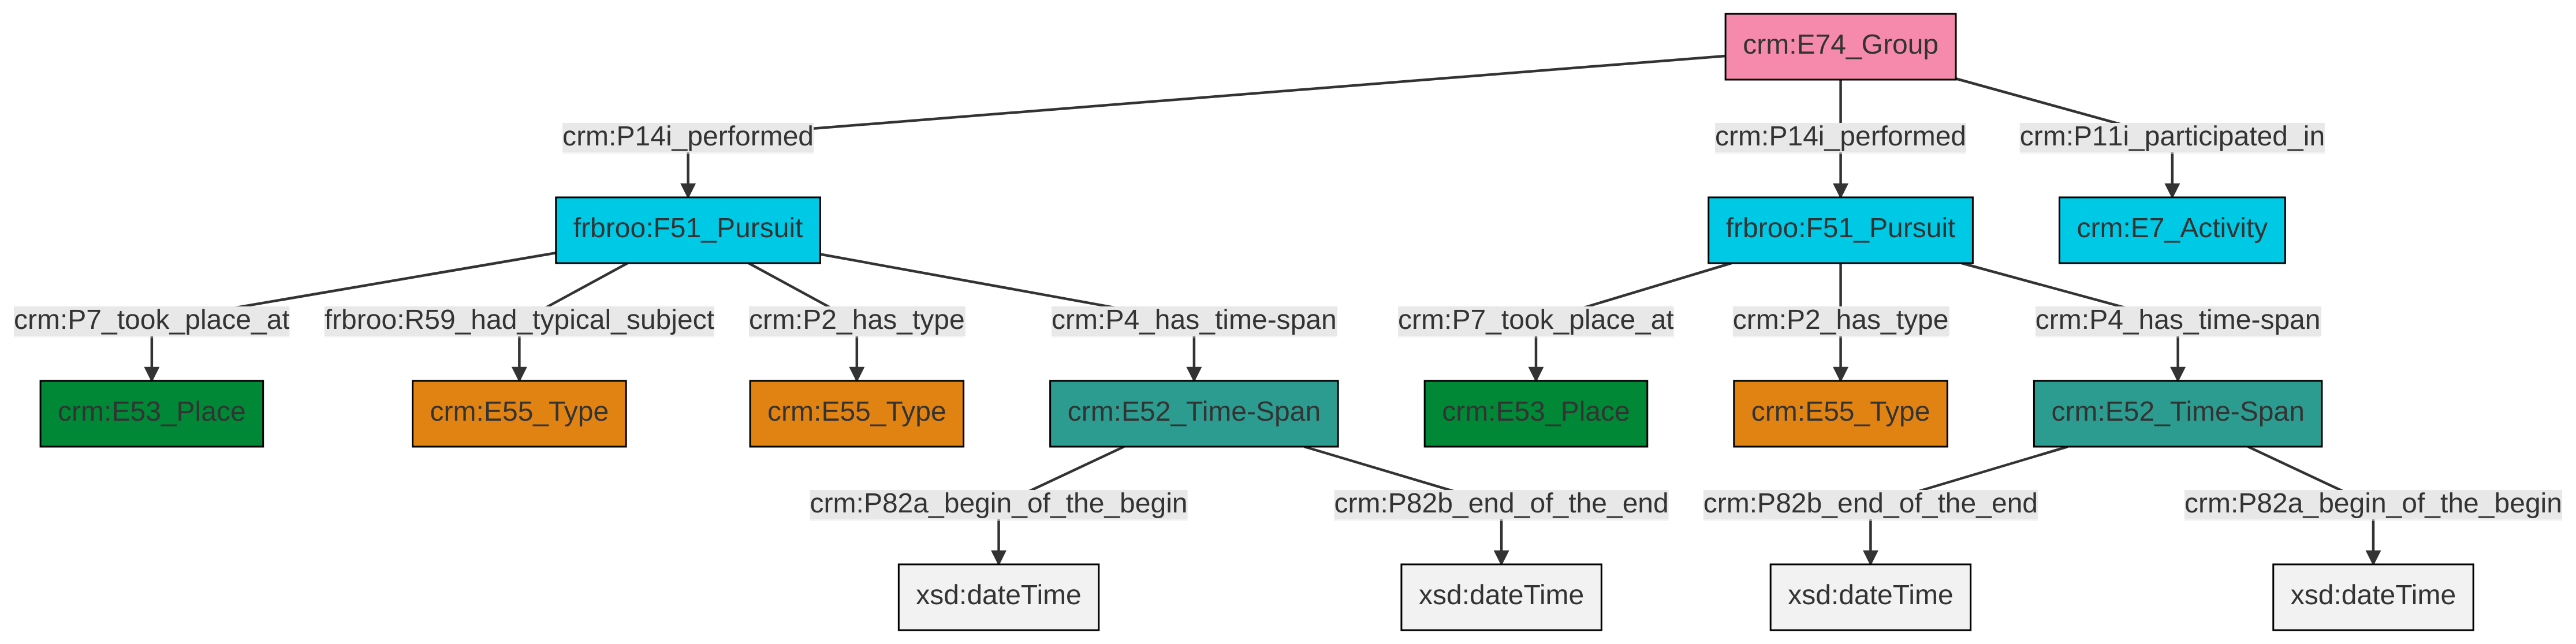 crm:E74_Group
crm:P14i_performed
crm:P14i_performed
crm:P11i_participated_in
frbroo:F51_Pursuit
frbroo:F51_Pursuit
crm:E7_Activity
crm:P7_took_place_at
frbroo:R59_had_typical_subject
crm:P2_has_type
crm:P4_has_time-span
crm:P7_took_place_at
crm:P2_has_type
crm:P4_has_time-span
crm:E53_Place
crm:E55_Type
crm:E55_Type
crm:E52_Time-Span
crm:E53_Place
crm:E55_Type
crm:E52_Time-Span
crm:P82a_begin_of_the_begin
crm:P82b_end_of_the_end
crm:P82b_end_of_the_end
crm:P82a_begin_of_the_begin
xsd:dateTime
xsd:dateTime
xsd:dateTime
xsd:dateTime